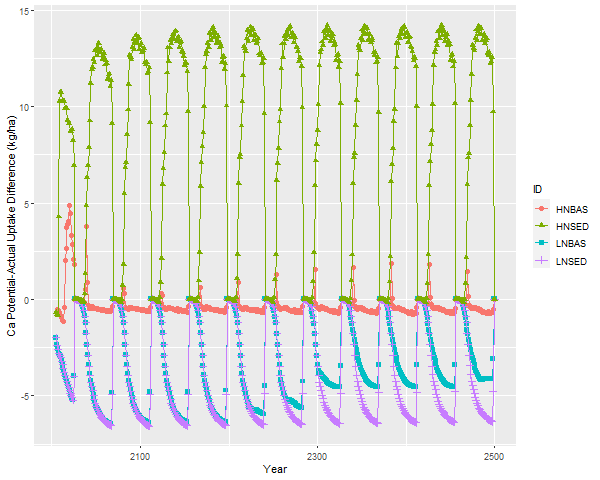 Ca Potential-Actual Uptake Difference (kg/ha)
15
10
5
0
-5
2100
2300
2500
Year
ID
HNBAS
HNSED
LNBAS
LNSED